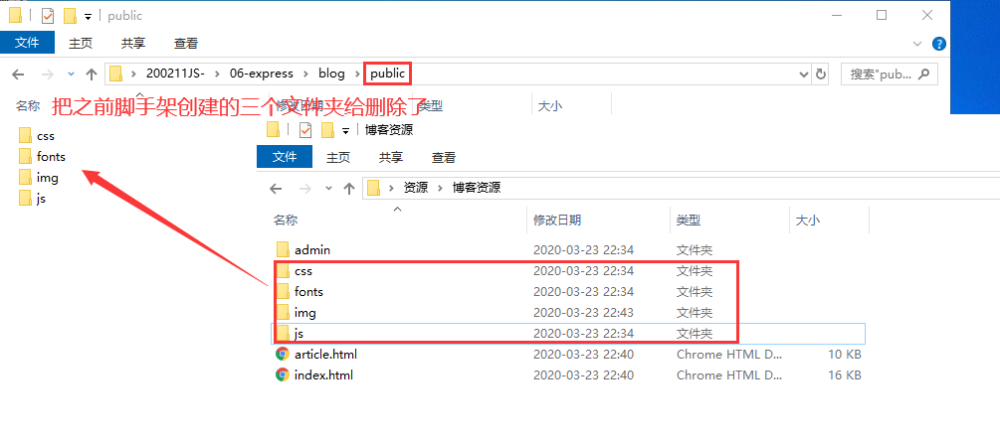 public
文件 主页 共享 查看
200211JS- 06-express blog public 搜索"pub...
名称 类型 大小
把之前脚手架创建的三个文件夹给删除了
css
fonts
img
js
博客资源
文件 主页 共享 查看
资源 博客资源
名称 修改日期 类型 大小
admin 2020-03-23 22:34 文件夹
css 2020-03-23 22:34 文件夹
fonts 2020-03-23 22:34 文件夹
img 2020-03-23 22:43 文件夹
js 2020-03-23 22:34 文件夹
article.html 2020-03-23 22:40 Chrome HTML D... 10 KB
index.html 2020-03-23 22:40 Chrome HTML D... 16 KB